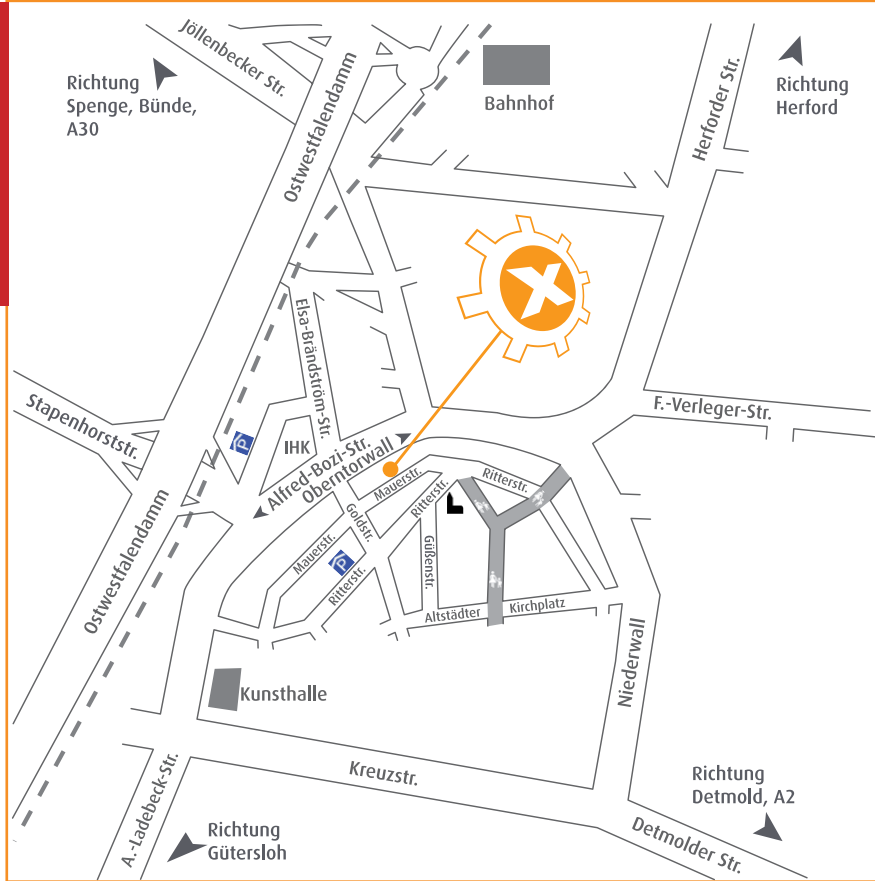 Jöllenbecker Str.
Richtung
Spenge, Bünde,
A30
Ostwestfalendamm
Bahnhof
Herforder Str.
Richtung
Herford
X
Elsa-Brändström-Str.
Stapenhorststr.
F.-Verleger-Str.
P
IHK
Alfred-Bozi-Str.
Oberntorwall
Mauerstr.
Ritterstr.
Ritterstr.
Goldstr.
Mauerstr.
P
Ritterstr.
Güßenstr.
Altstädter Kirchplatz
Ostwestfalendamm
Niederwall
Kunsthalle
Kreuzstr.
A.-Ladebeck-Str.
Richtung
Gütersloh
Richtung
Detmold, A2
Detmolder Str.